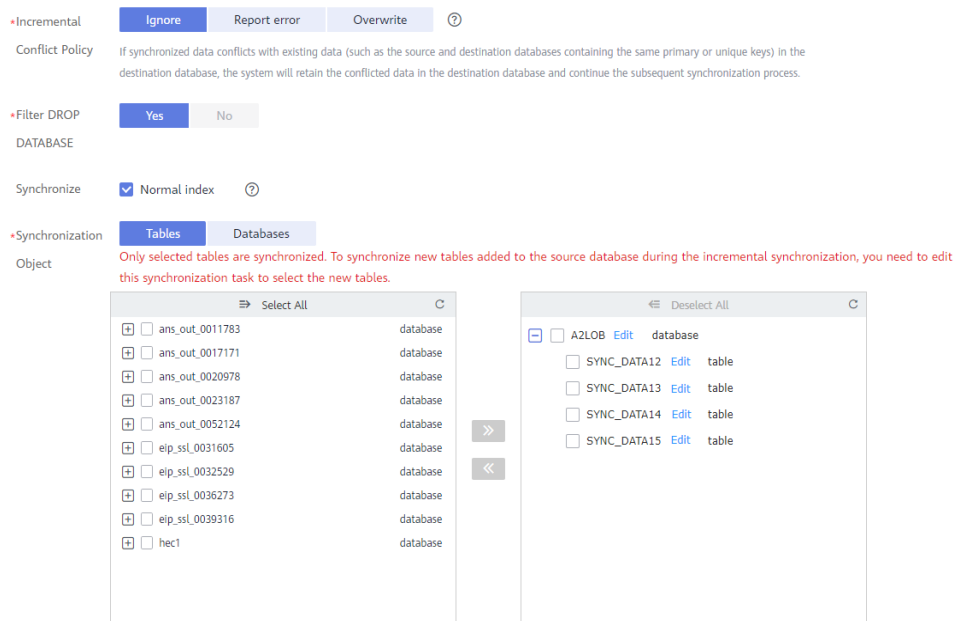 *Incremental Conflict Policy
Ignore Report error Overwrite ?
If synchronized data conflicts with existing data (such as the source and destination databases containing the same primary or unique keys) in the
destination database, the system will retain the conflicted data in the destination database and continue the subsequent synchronization process.
*Filter DROP DATABASE
Yes No
Synchronize Normal index ?
*Synchronization Object
Tables Databases
Only selected tables are synchronized. To synchronize new tables added to the source database during the incremental synchronization, you need to edit
this synchronization task to select the new tables.
Select All
ans_out_0011783 database
ans_out_0017171 database
ans_out_0020978 database
ans_out_0023187 database
ans_out_0052124 database
eip_ssl_0031605 database
eip_ssl_0032529 database
eip_ssl_0036273 database
eip_ssl_0039316 database
hec1 database
Deselect All
A2LOB Edit database
SYNC_DATA12 Edit table
SYNC_DATA13 Edit table
SYNC_DATA14 Edit table
SYNC_DATA15 Edit table